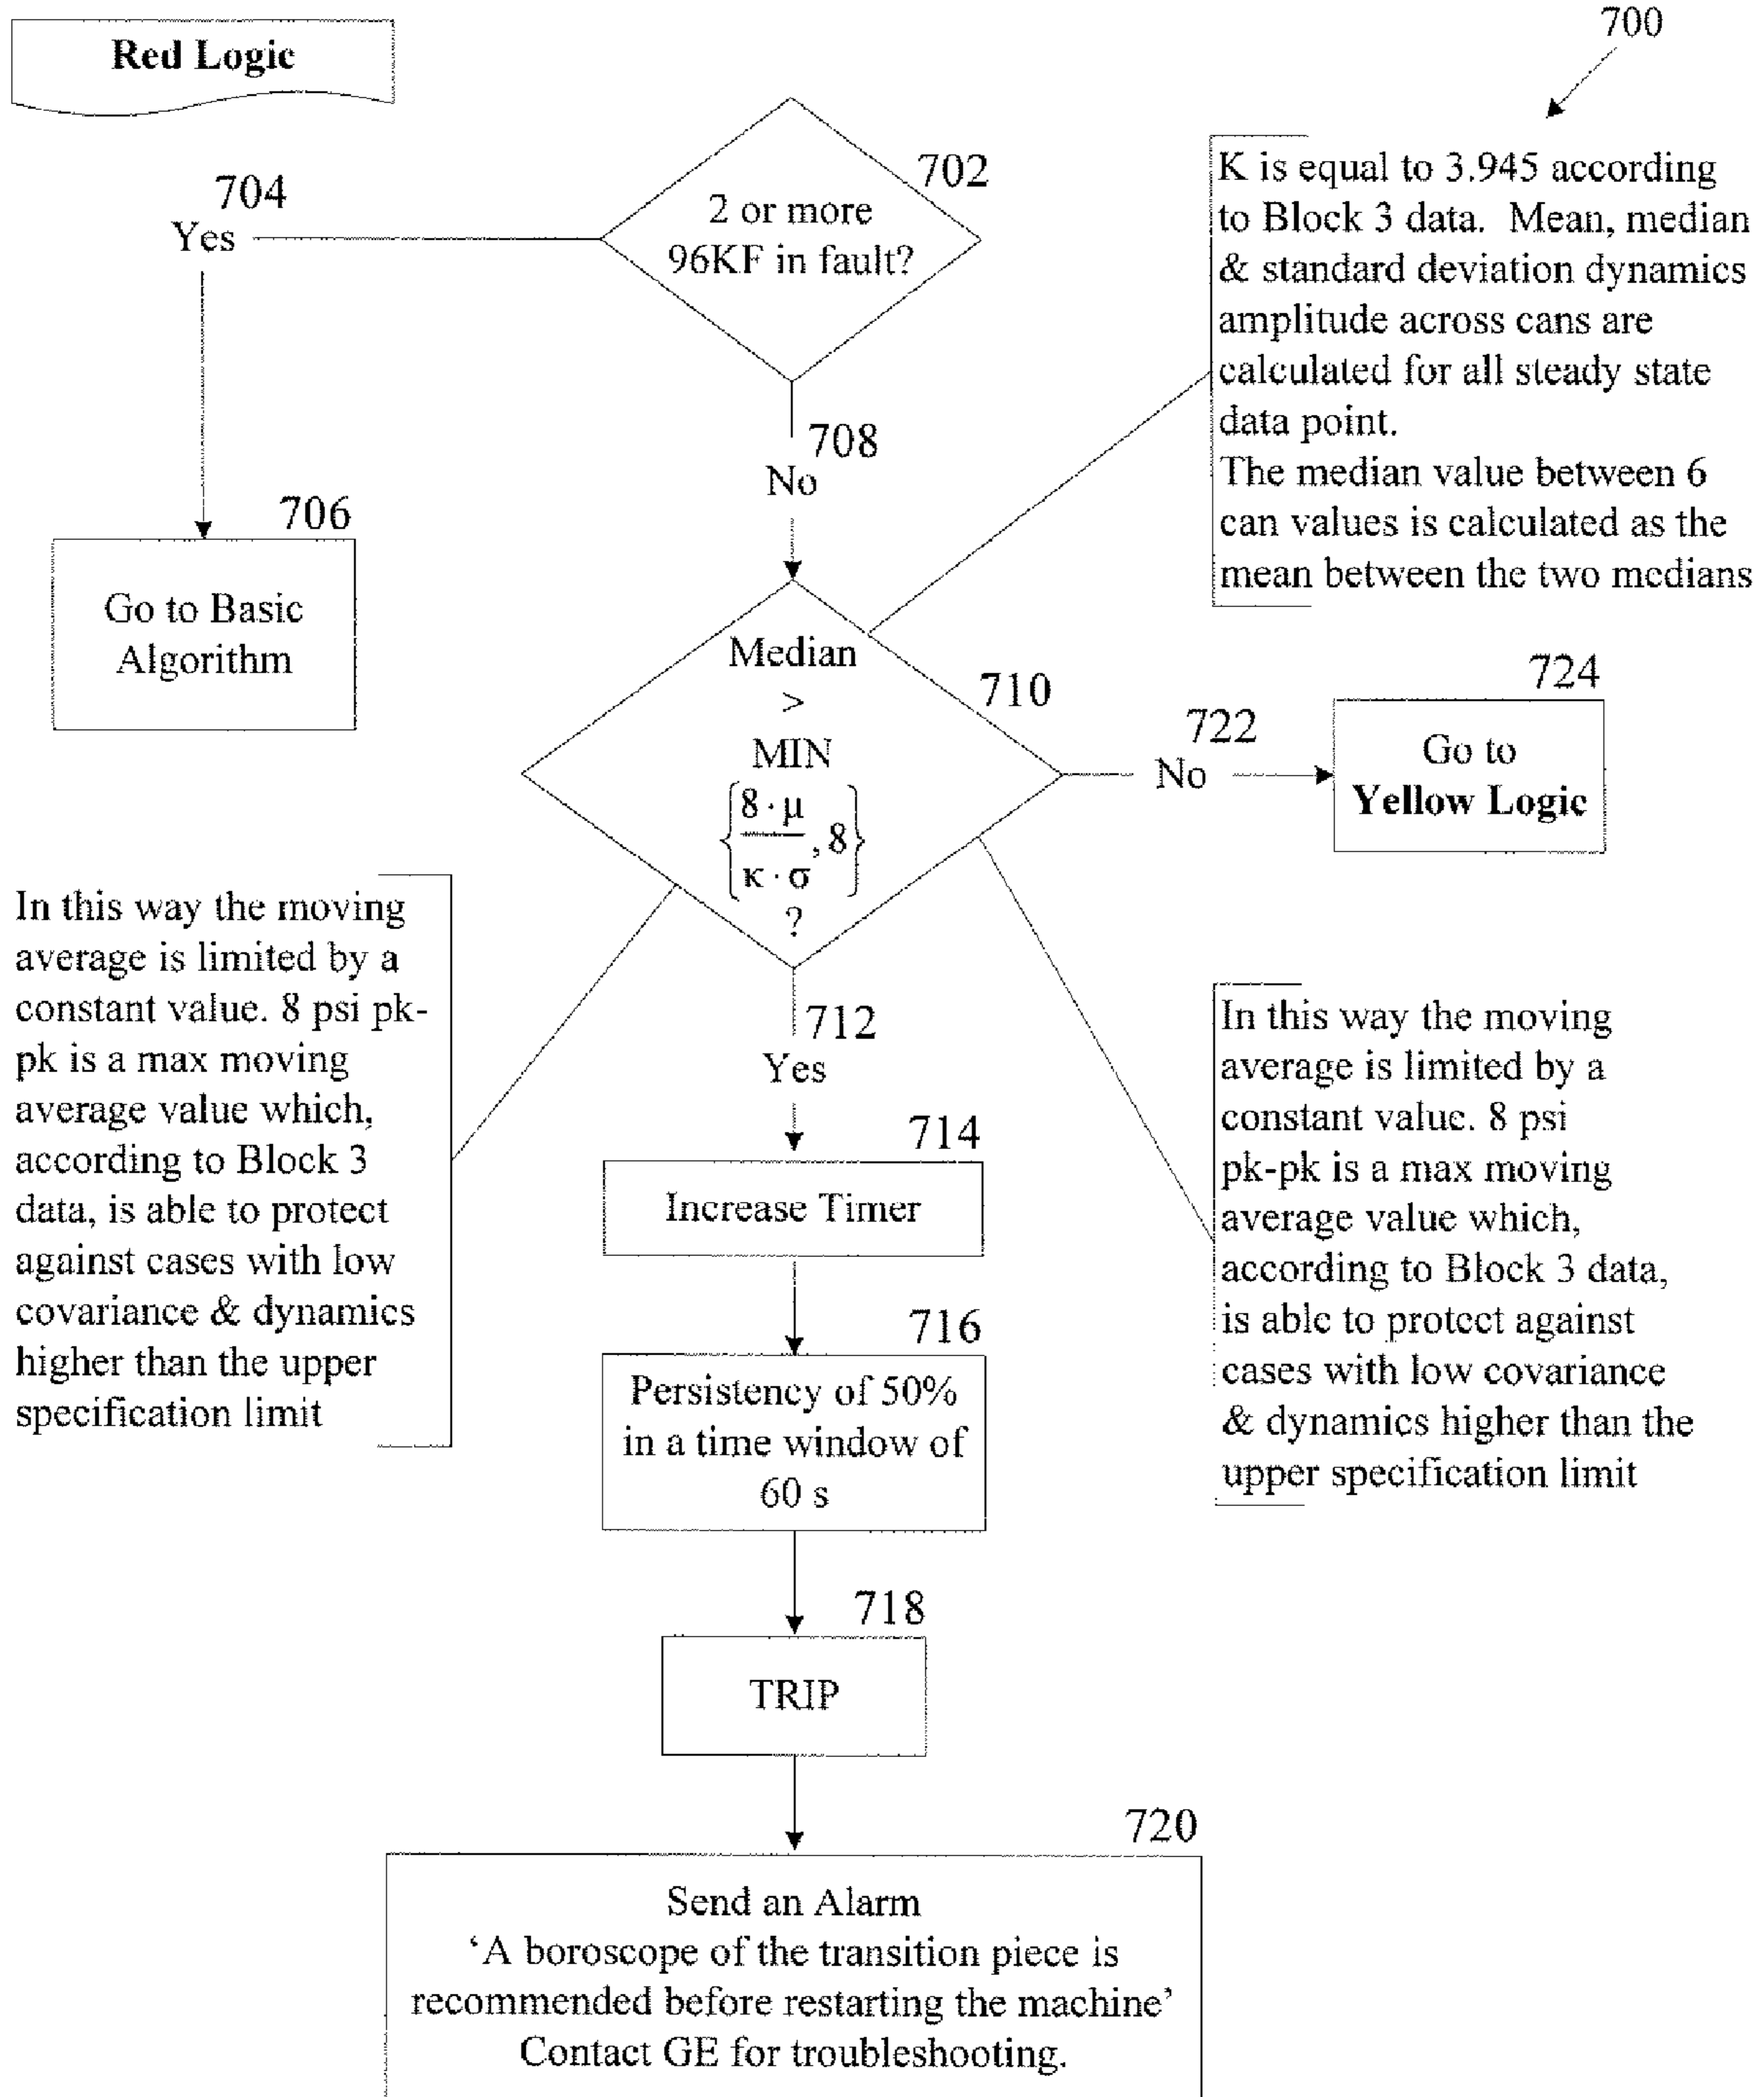 Red Logic
700
702
2 or more
96KF in fault?
704
Yes
K is equal to 3.945 according
to Block 3 data. Mean, median
& standard deviation dynamics
amplitude across cans are
calculated for all steady state
data point.
The median value between 6
can values is calculated as the
mean between the two medians
708
No
706
Go to Basic
Algorithm
710
Median
>
MIN
{8 · μ / κ · σ, 8}
?
722
No
724
Go to
Yellow Logic
In this way the moving
average is limited by a
constant value. 8 psi pk-
pk is a max moving
average value which,
according to Block 3
data, is able to protect
against cases with low
covariance & dynamics
higher than the upper
specification limit
712
Yes
In this way the moving
average is limited by a
constant value. 8 psi
pk-pk is a max moving
average value which,
according to Block 3 data,
is able to protect against
cases with low covariance
& dynamics higher than the
upper specification limit
714
Increase Timer
716
Persistency of 50%
in a time window of
60 s
718
TRIP
720
Send an Alarm
‘A boroscope of the transition piece is
recommended before restarting the machine’
Contact GE for troubleshooting.